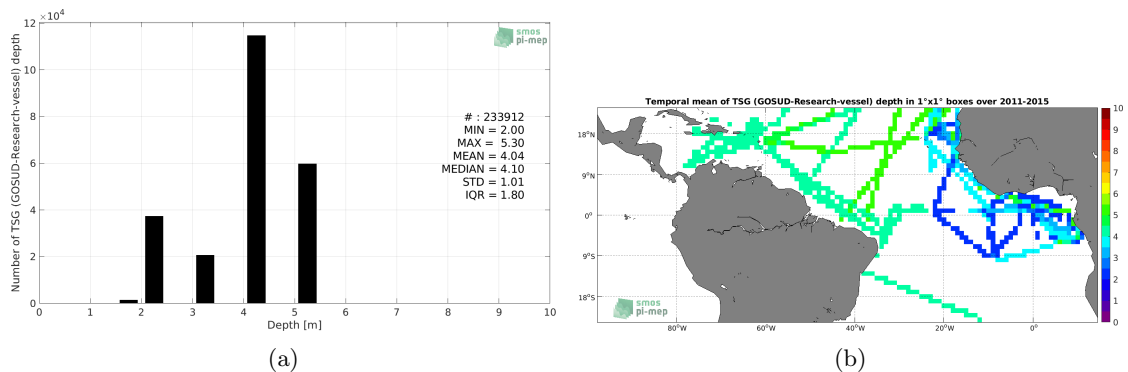 ×10⁴
12
10
8
6
4
2
0
Number of TSG (GOSUD-Research-vessel) depth
smos
pi-mep
# : 233912
MIN = 2.00
MAX = 5.30
MEAN = 4.04
MEDIAN = 4.10
STD = 1.01
IQR = 1.80
0 1 2 3 4 5 6 7 8 9 10
Depth [m]
(a)
Temporal mean of TSG (GOSUD-Research-vessel) depth in 1°x1° boxes over 2011-2015
18°N
9°N
0°
9°S
18°S
smos
pi-mep
80°W 60°W 40°W 20°W 0°
10
9
8
7
6
5
4
3
2
1
0
(b)